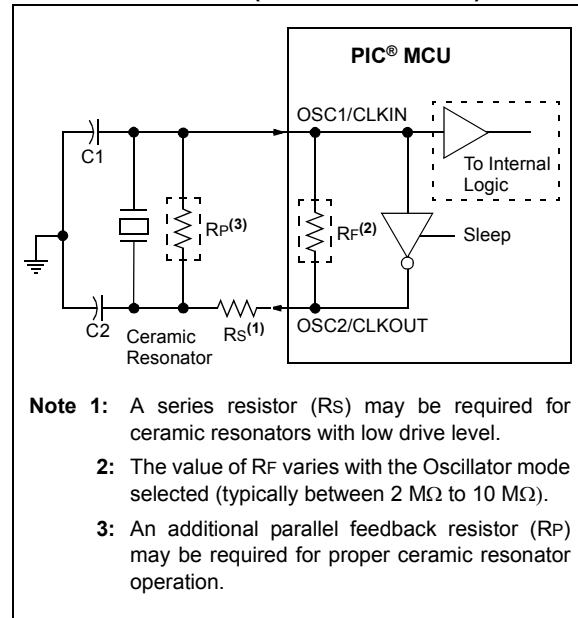 PIC® MCU
OSC1/CLKIN
C1
To Internal
Logic
RP(3)
RF(2)
Sleep
C2
Ceramic
Resonator
RS(1)
OSC2/CLKOUT
Note 1: A series resistor (RS) may be required for
ceramic resonators with low drive level.
2: The value of RF varies with the Oscillator mode
selected (typically between 2 MΩ to 10 MΩ).
3: An additional parallel feedback resistor (RP)
may be required for proper ceramic resonator
operation.